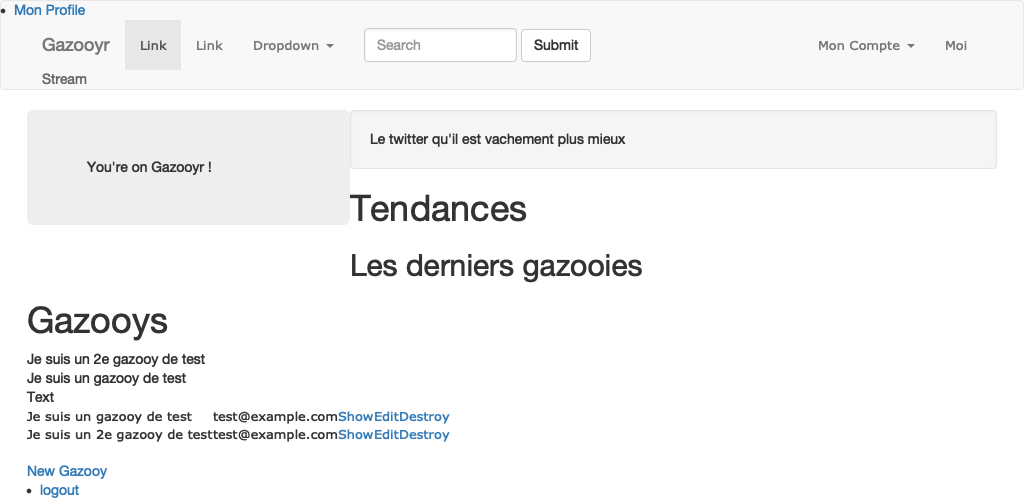 Mon Profile
Gazooyr Link Link Dropdown Search Submit Mon Compte Moi
Stream
Le twitter qu'il est vachement plus mieux
You're on Gazooyr !
Tendances
Les derniers gazooies
Gazooys
Je suis un 2e gazooy de test
Je suis un gazooy de test
Text
Je suis un gazooy de test test@example.comShowEditDestroy
Je suis un 2e gazooy de testtest@example.comShowEditDestroy
New Gazooy
logout